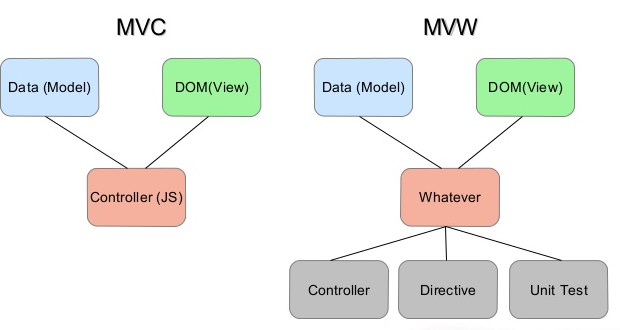 MVC
Data (Model)
DOM(View)
Controller (JS)
MVW
Data (Model)
DOM(View)
Whatever
Controller
Directive
Unit Test